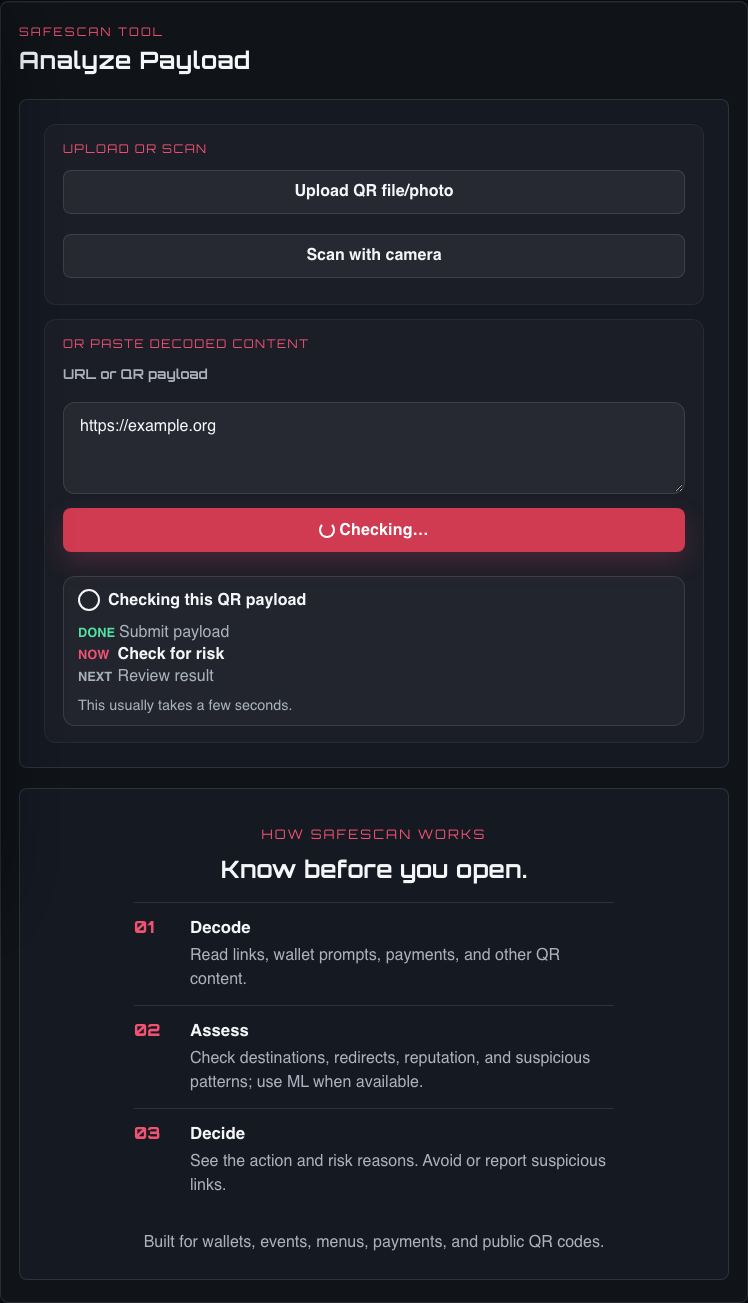 SAFESCAN TOOL
Analyze Payload
UPLOAD OR SCAN
Upload QR file/photo
Scan with camera
OR PASTE DECODED CONTENT
URL or QR payload
https://example.org
Checking...
Checking this QR payload
DONE Submit payload
NOW Check for risk
NEXT Review result
This usually takes a few seconds.
HOW SAFESCAN WORKS
Know before you open.
01 Decode
Read links, wallet prompts, payments, and other QR
content.
02 Assess
Check destinations, redirects, reputation, and suspicious
patterns; use ML when available.
03 Decide
See the action and risk reasons. Avoid or report suspicious
links.
Built for wallets, events, menus, payments, and public QR codes.